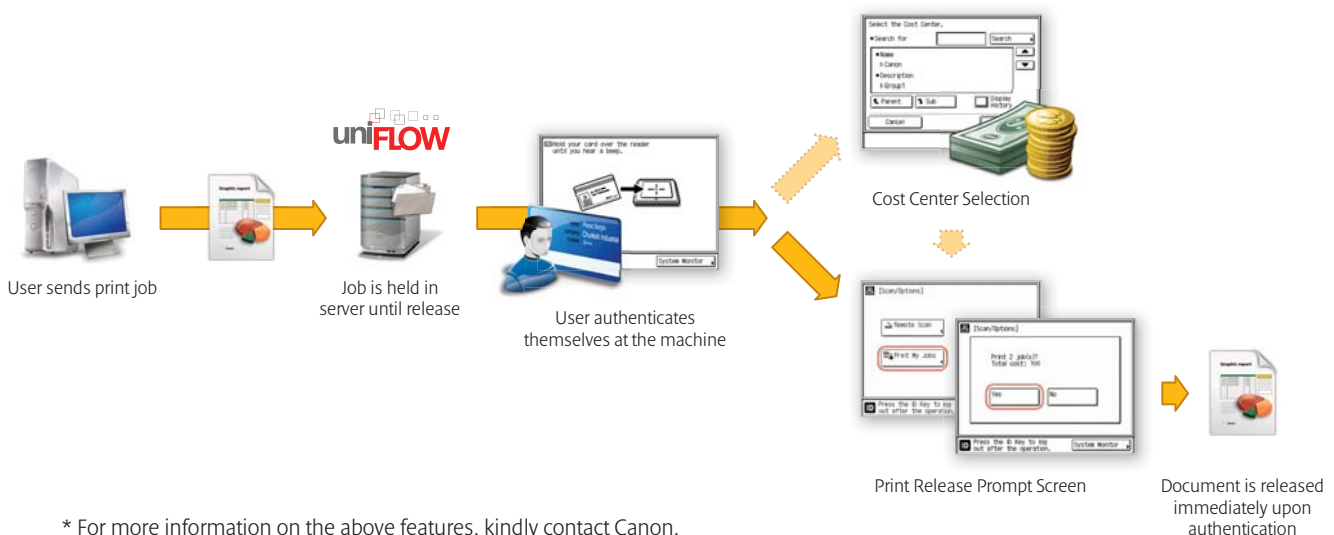 Select the Cost Center.
Search for
Search
Name
Canon
Description
Group1
Parent
Sub
Display
History
Cancel
uniFLOW
Hold your card over the reader
until you hear a beep.
System Monitor
Graphic report
User sends print job
Job is held in
server until release
User authenticates
themselves at the machine
Cost Center Selection
[Scan/Options]
Remote Scan
Print My Jobs
Press the ID Key to log
out after the operation.
[Scan/Options]
Print 2 job(s)?
Total cost: 100
Yes
No
ID Press the ID Key to log
out after the operation.
System Monitor
Graphic report
Print Release Prompt Screen
Document is released
immediately upon
authentication
* For more information on the above features, kindly contact Canon.